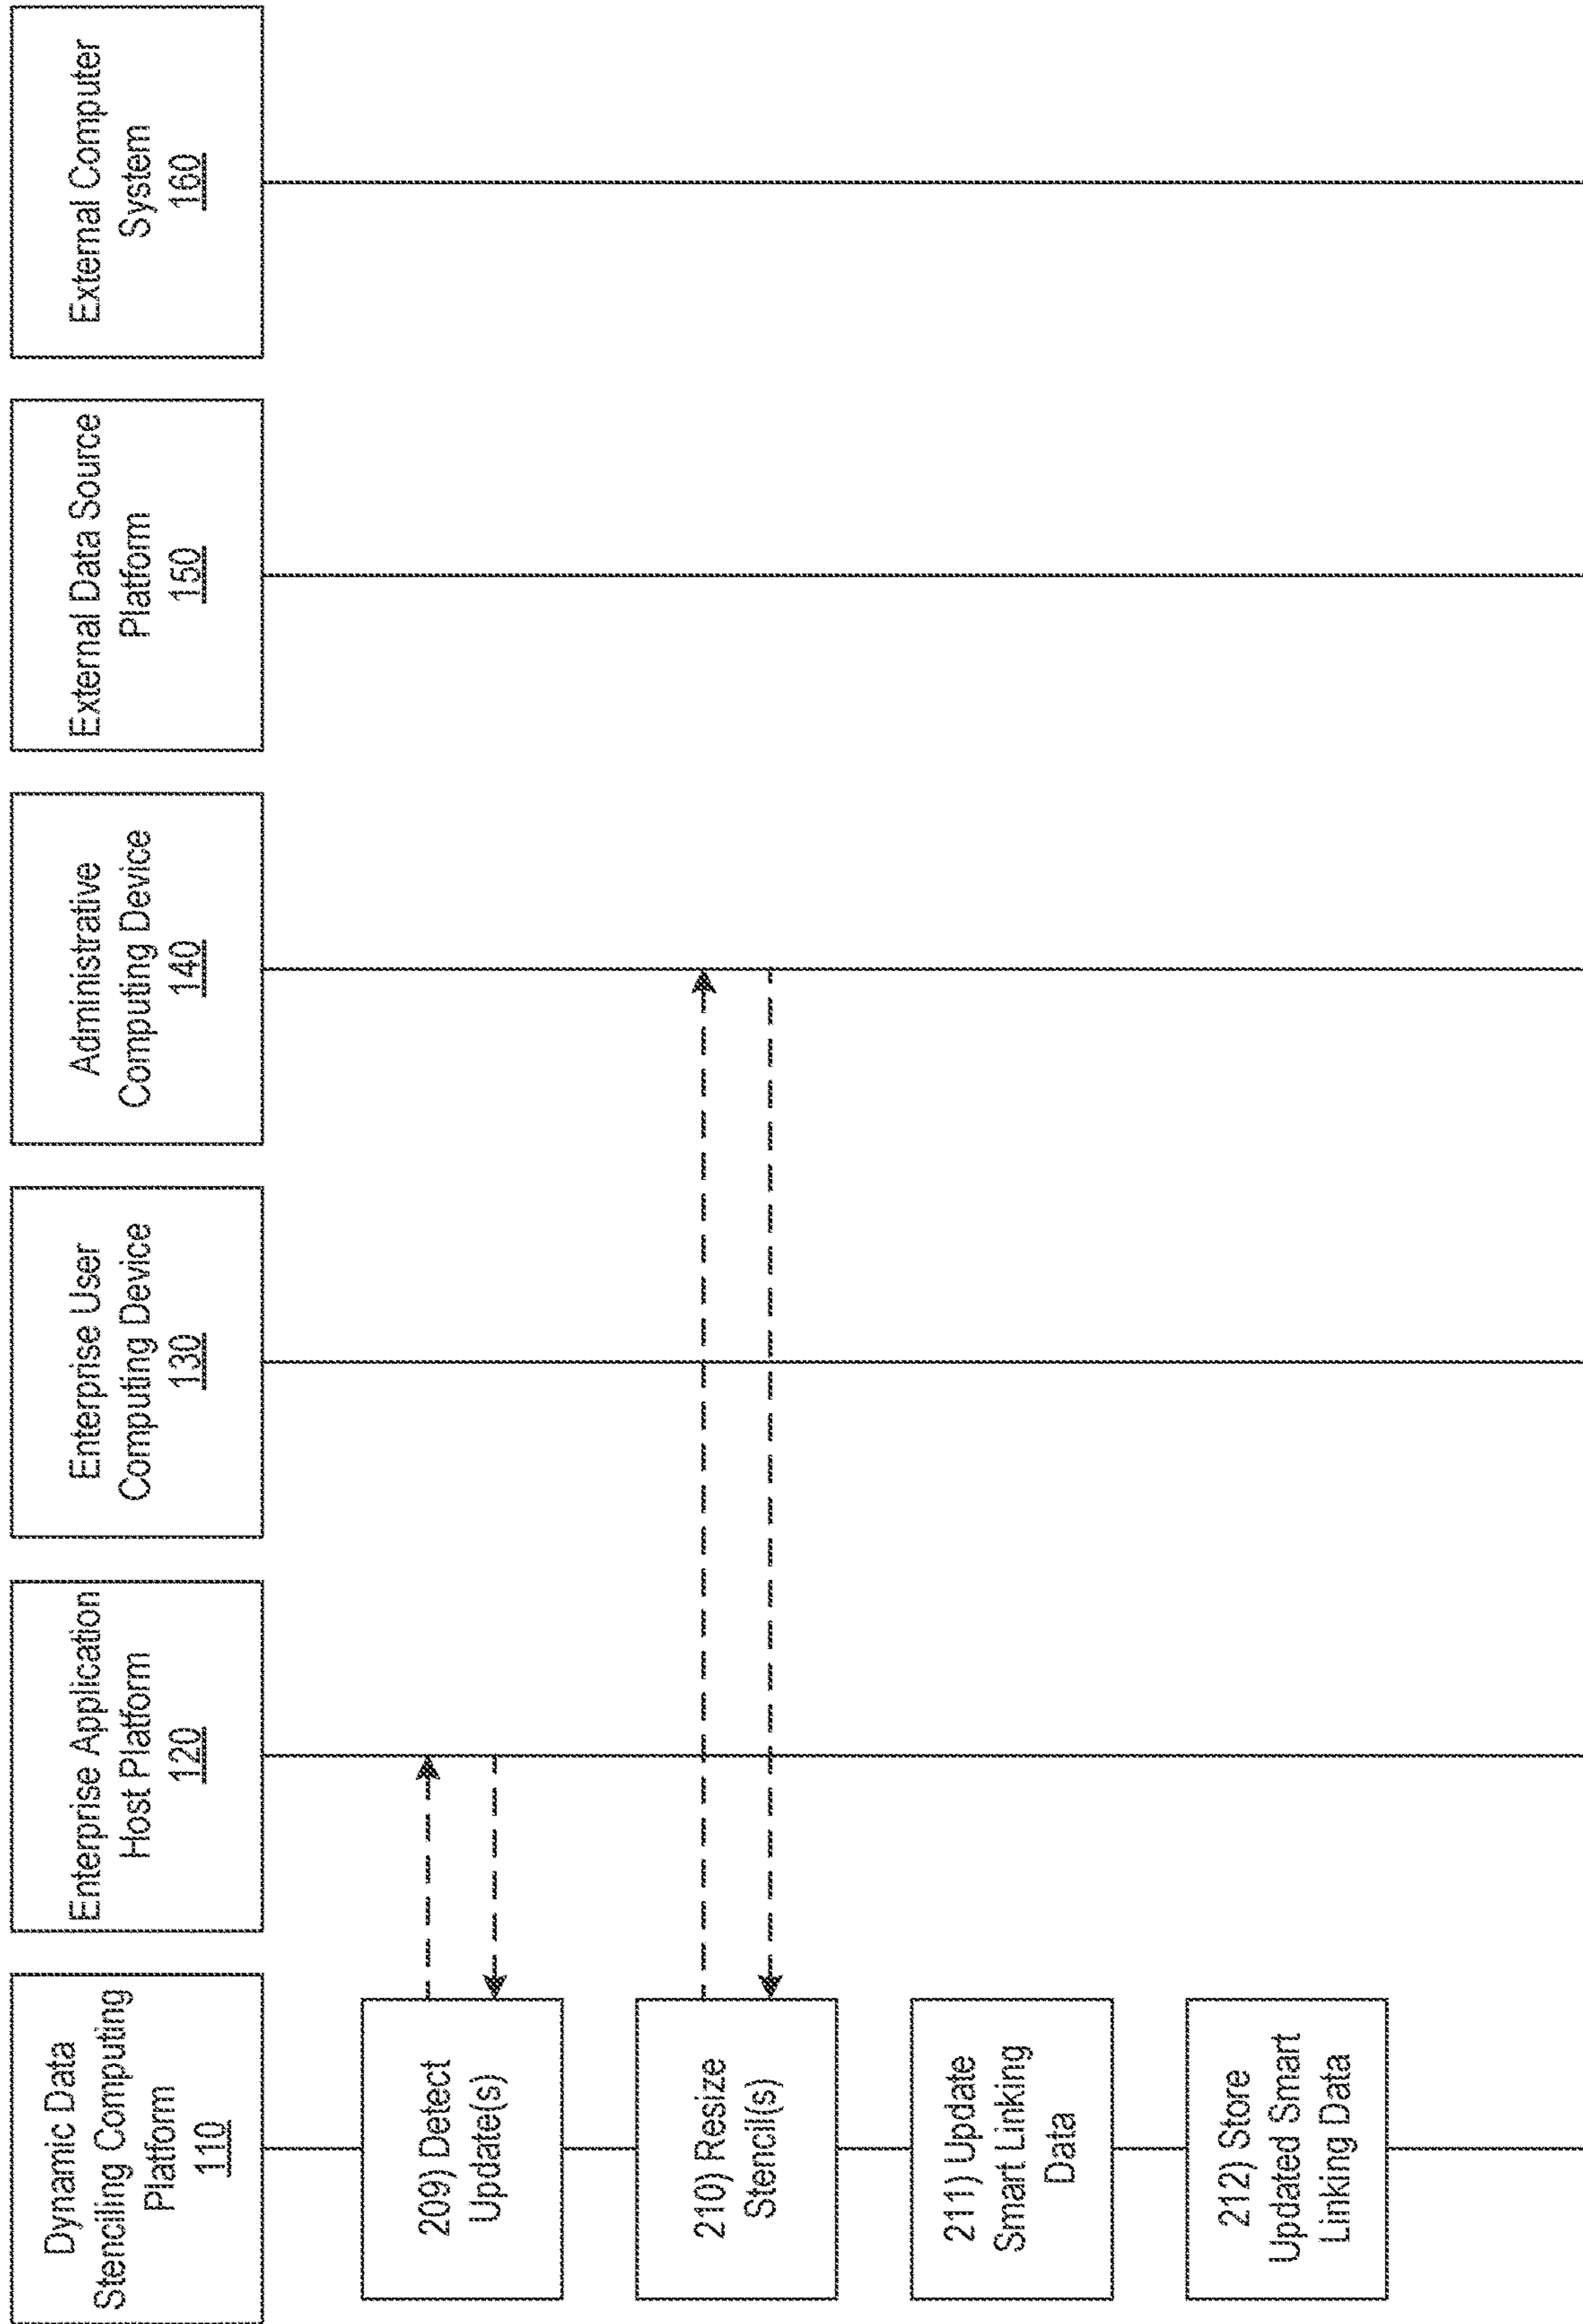 Dynamic Data
Stenciling Computing
Platform
110
Enterprise Application
Host Platform
120
Enterprise User
Computing Device
130
Administrative
Computing Device
140
External Data Source
Platform
150
External Computer
System
160
209) Detect
Update(s)
210) Resize
Stencil(s)
211) Update
Smart Linking
Data
212) Store
Updated Smart
Linking Data